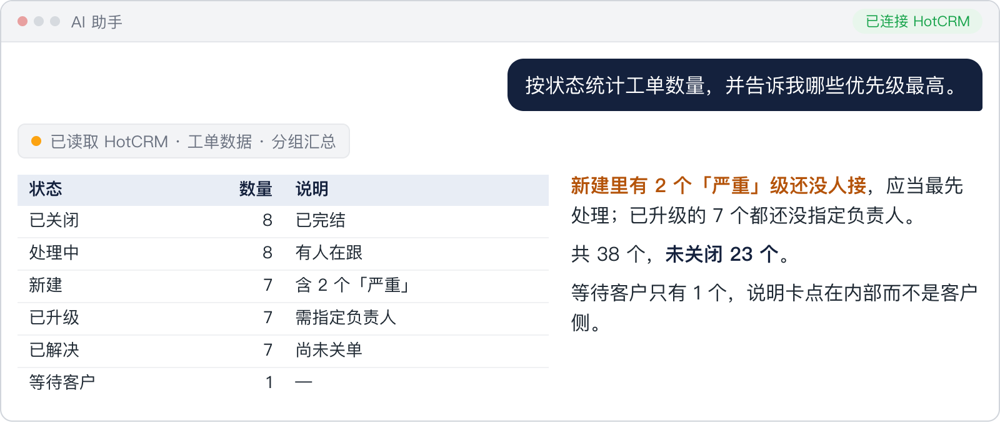 AI 助手
已连接 HotCRM
按状态统计工单数量，并告诉我哪些优先级最高。
已读取 HotCRM · 工单数据 · 分组汇总
状态 数量 说明
已关闭 8 已完结
处理中 8 有人在跟
新建 7 含 2 个「严重」
已升级 7 需指定负责人
已解决 7 尚未关单
等待客户 1 —
新建里有 2 个「严重」级还没人接，应当最先
处理；已升级的 7 个都还没指定负责人。
共 38 个，未关闭 23 个。
等待客户只有 1 个，说明卡点在内部而不是客户
侧。